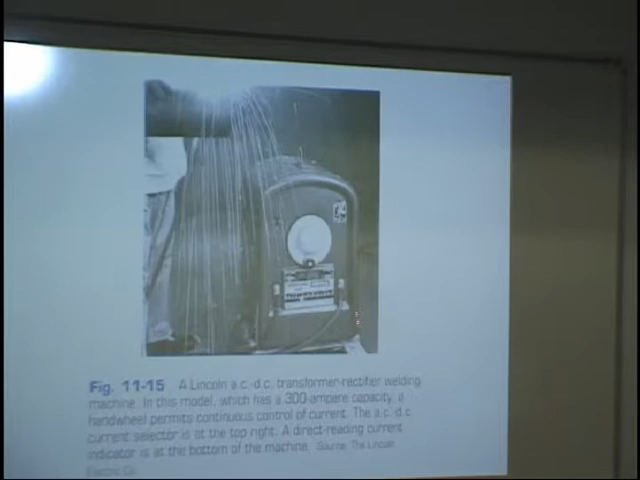 Fig. 11-15 A Lincoln a.c.-d.c. transformer-rectifier welding
machine. In this model, which has a 300-ampere capacity, a
handwheel permits continuous control of current. The a.c.-d.c.
current selector is at the top right. A direct-reading current
indicator is at the bottom of the machine. Source: The Lincoln
Electric Co.